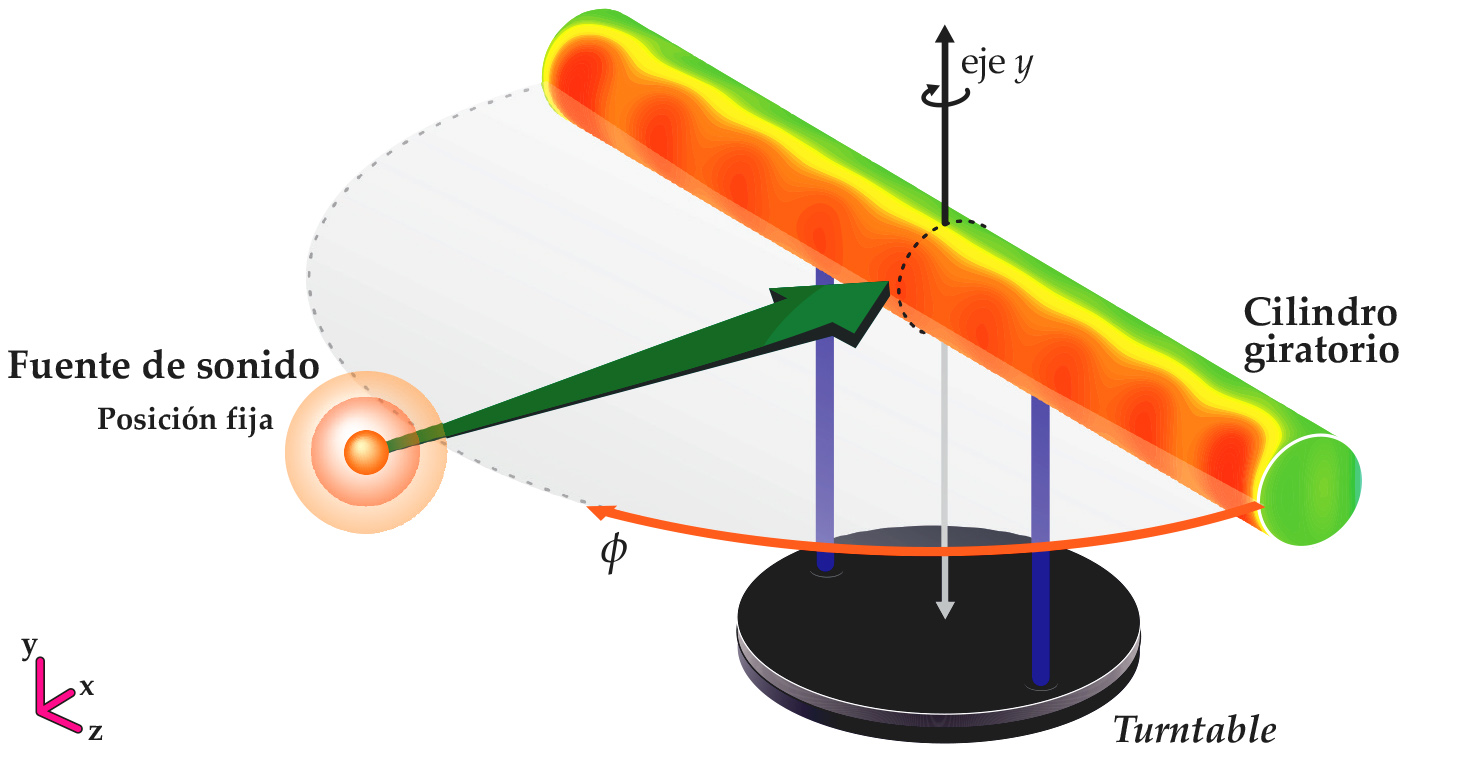 eje y
Cilindro
giratorio
Fuente de sonido
Posición fija
ϕ
y
x
z
Turntable